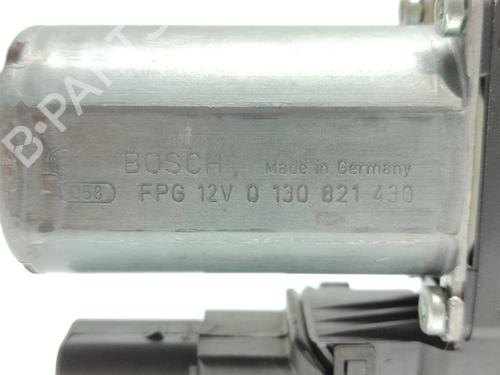 B-PARTS
BOSCH Made in Germany
058 FPG 12V 0 130 821 430